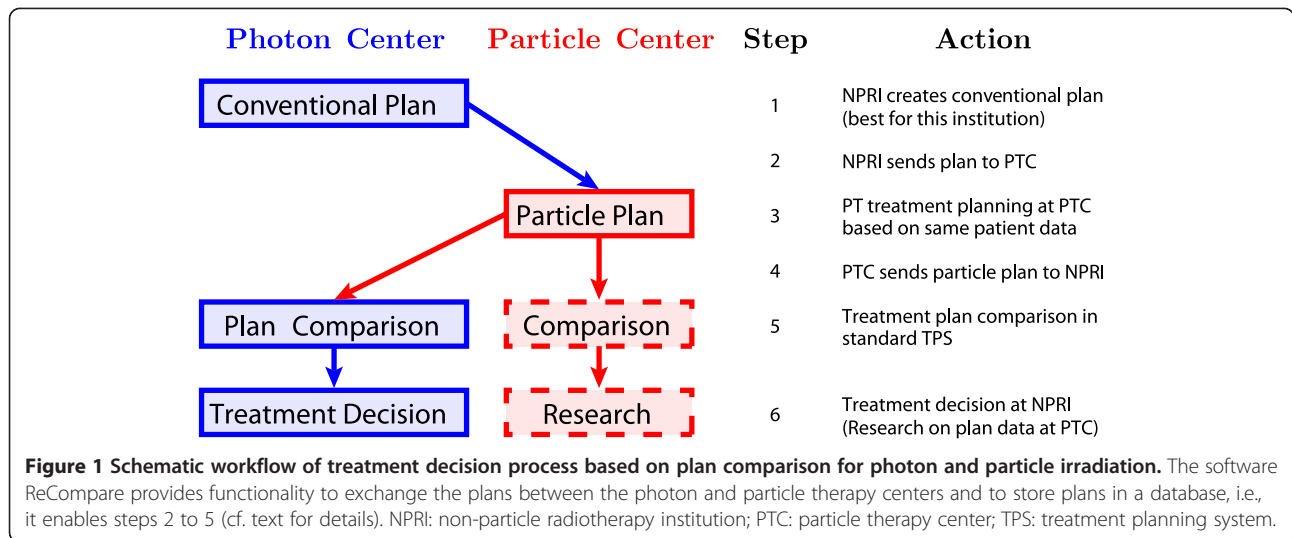 Photon Center Particle Center Step Action
Conventional Plan 1 NPRI creates conventional plan
(best for this institution)
2 NPRI sends plan to PTC
Particle Plan 3 PT treatment planning at PTC
based on same patient data
4 PTC sends particle plan to NPRI
Plan Comparison Comparison 5 Treatment plan comparison in
standard TPS
Treatment Decision Research 6 Treatment decision at NPRI
(Research on plan data at PTC)
Figure 1 Schematic workflow of treatment decision process based on plan comparison for photon and particle irradiation. The software
ReCompare provides functionality to exchange the plans between the photon and particle therapy centers and to store plans in a database, i.e.,
it enables steps 2 to 5 (cf. text for details). NPRI: non-particle radiotherapy institution; PTC: particle therapy center; TPS: treatment planning system.